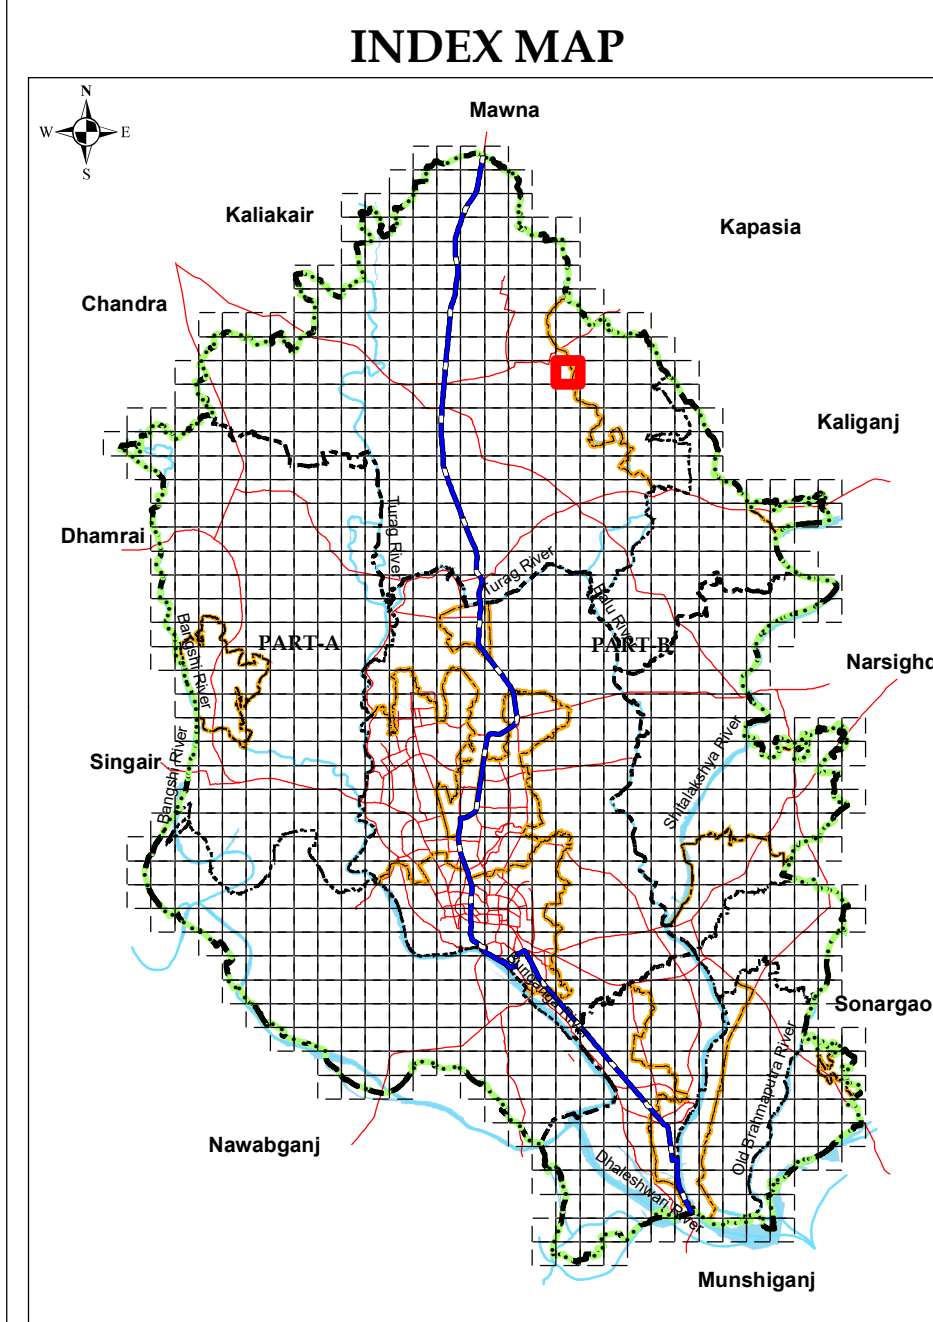 INDEX MAP
N
W E
S
Mawna
Kaliakair
Kapasia
Chandra
Kaliganj
Dhamrai
Turag River
Turag River
Balu River
Bangshi River
PART-A
PART-B
Narsighd
Shitalakshya River
Singair
Bangshi River
Buriganga River
Sonargao
Old Brahmaputra River
Nawabganj
Dhaleshwari River
Munshiganj